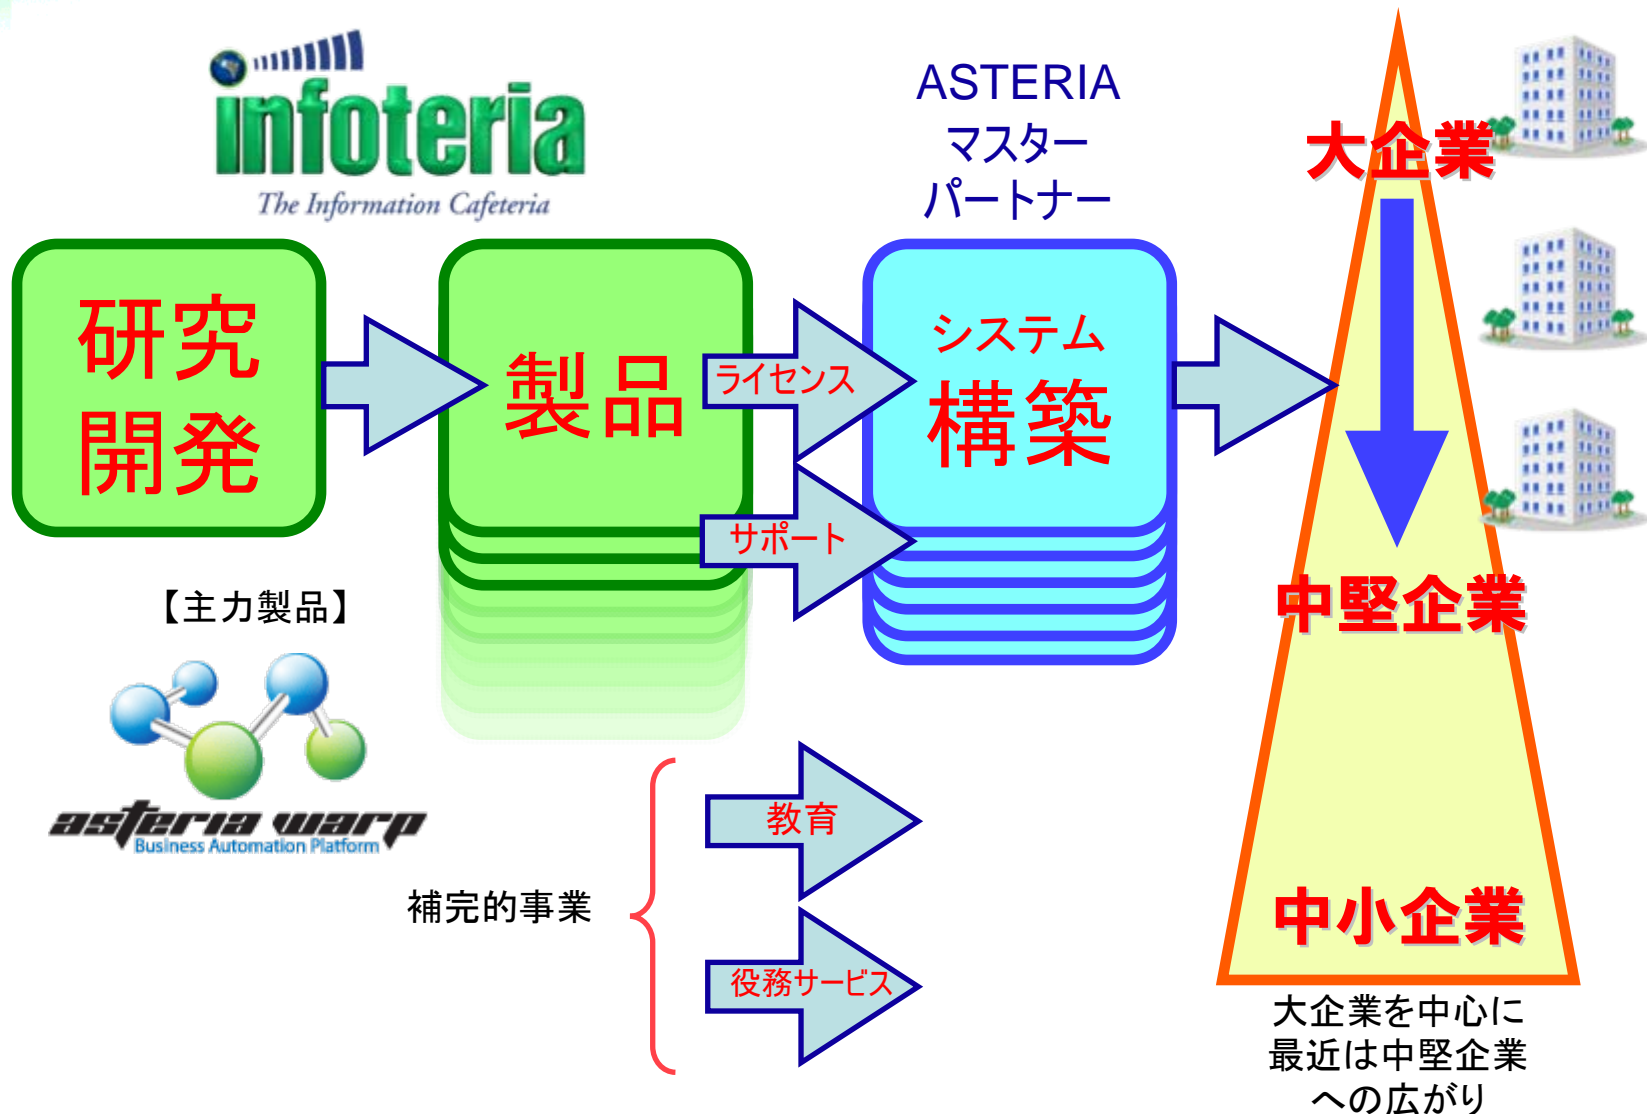 infoteria
The Information Cafeteria
ASTERIA
マスター
パートナー
研究
開発
製品
ライセンス
サポート
システム
構築
大企業
中堅企業
中小企業
大企業を中心に
最近は中堅企業
への広がり
【主力製品】
asteria warp
Business Automation Platform
補完的事業
教育
役務サービス